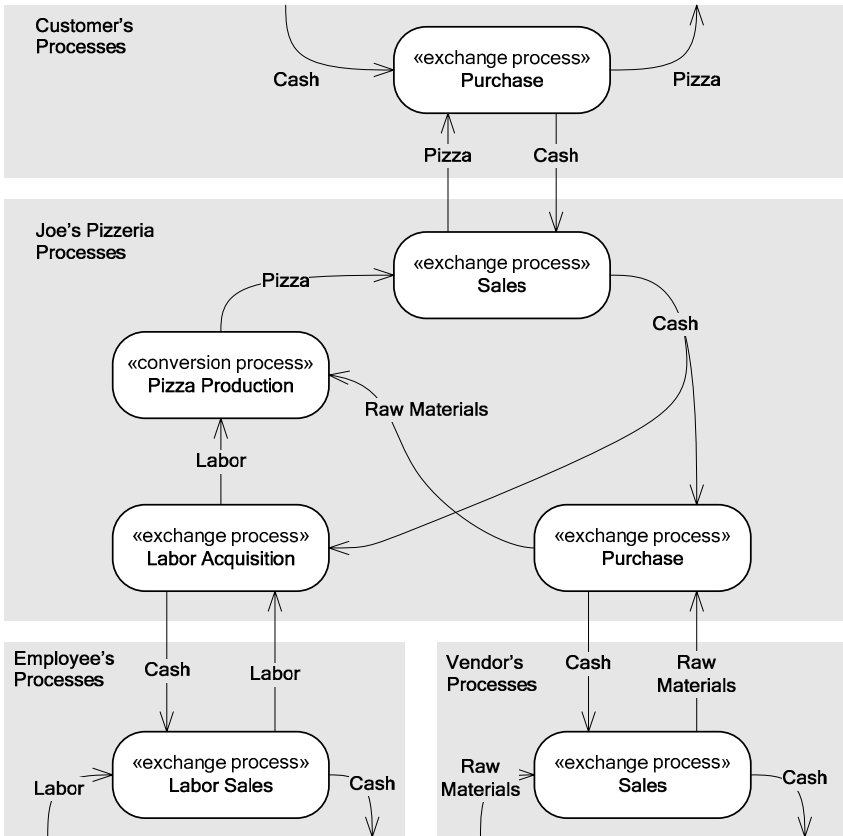 Customer's
Processes
«exchange process»
Purchase
Cash
Pizza
Pizza
Cash
Joe's Pizzeria
Processes
«exchange process»
Sales
Pizza
Cash
«conversion process»
Pizza Production
Raw Materials
Labor
«exchange process»
Labor Acquisition
«exchange process»
Purchase
Employee's
Processes
Cash
Labor
«exchange process»
Labor Sales
Labor
Cash
Vendor's
Processes
Cash
Raw
Materials
«exchange process»
Sales
Raw
Materials
Cash